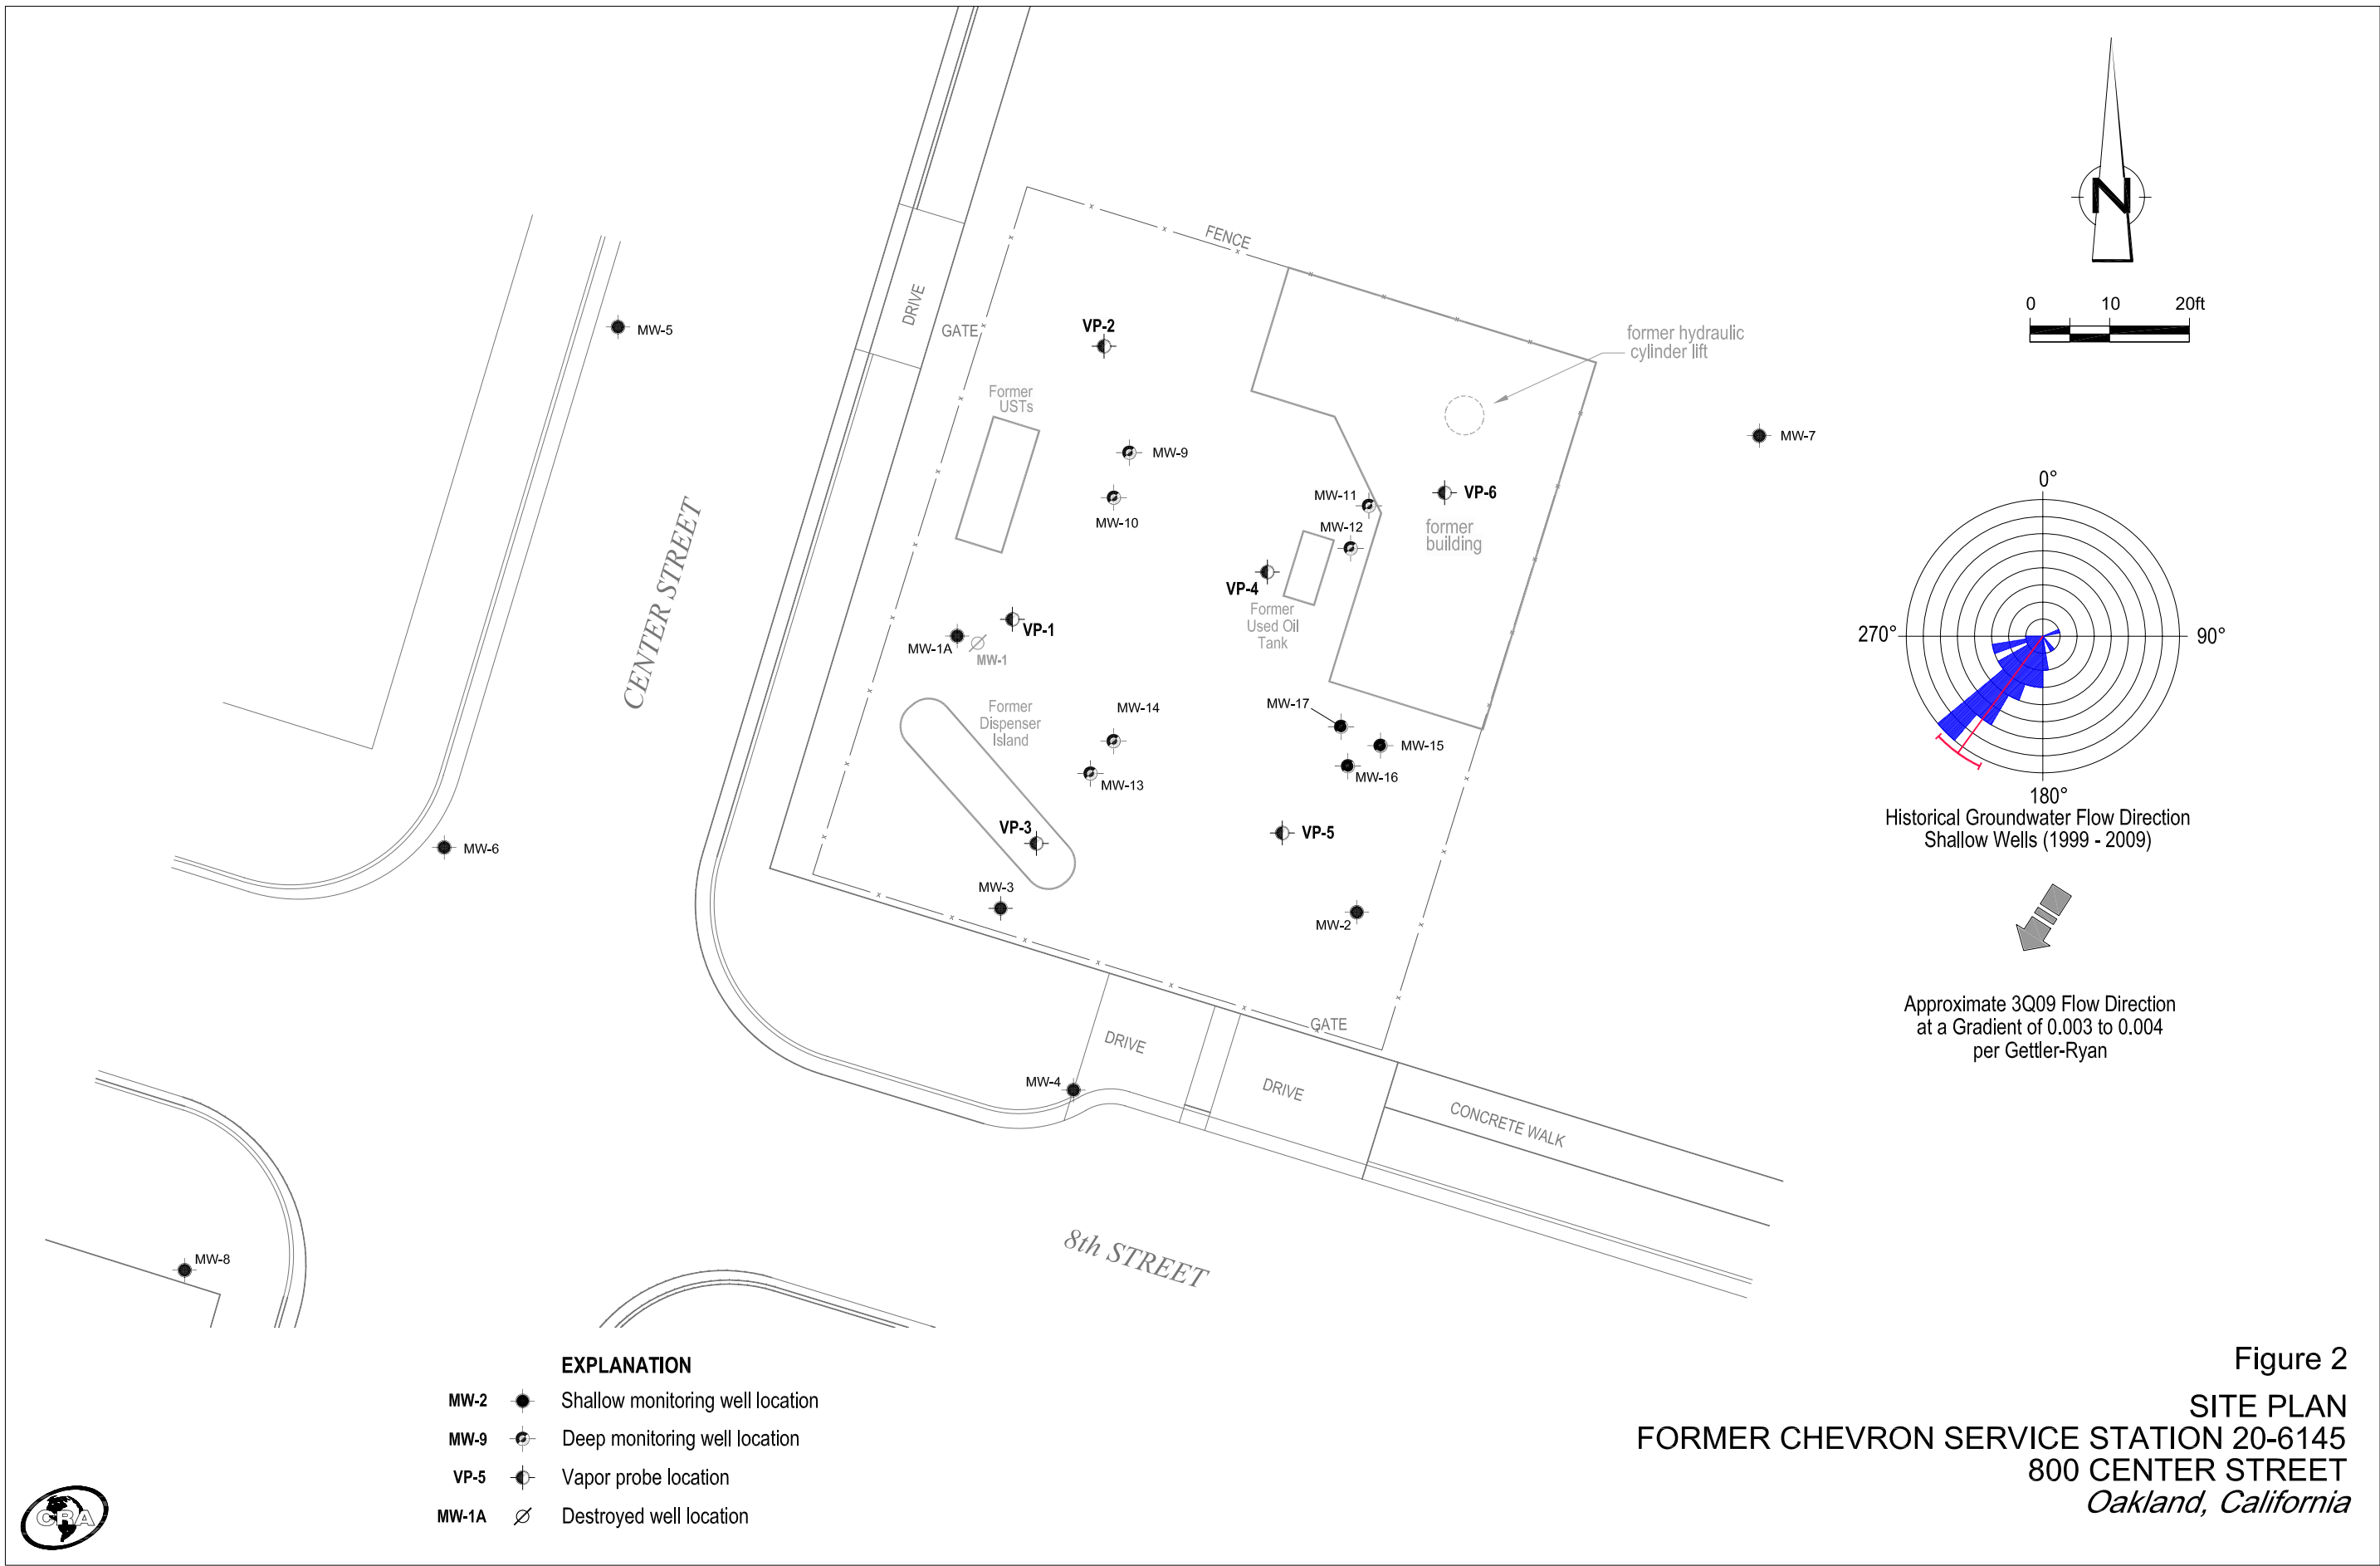 N
0 10 20ft
FENCE
DRIVE
GATE
VP-2
MW-5
former hydraulic
cylinder lift
Former
USTs
MW-7
MW-9
MW-10
MW-11
MW-12
VP-6
former
building
CENTER STREET
VP-4
Former
Used Oil
Tank
VP-1
MW-1A
MW-1
MW-17
MW-14
Former
Dispenser
Island
MW-15
MW-16
MW-13
VP-3
VP-5
MW-6
MW-3
MW-2
GATE
DRIVE
MW-4
DRIVE
CONCRETE WALK
8th STREET
MW-8
0°
270°
90°
180°
Historical Groundwater Flow Direction
Shallow Wells (1999 - 2009)
Approximate 3Q09 Flow Direction
at a Gradient of 0.003 to 0.004
per Gettler-Ryan
EXPLANATION
MW-2 Shallow monitoring well location
MW-9 Deep monitoring well location
VP-5 Vapor probe location
MW-1A Destroyed well location
CRA
Figure 2
SITE PLAN
FORMER CHEVRON SERVICE STATION 20-6145
800 CENTER STREET
Oakland, California